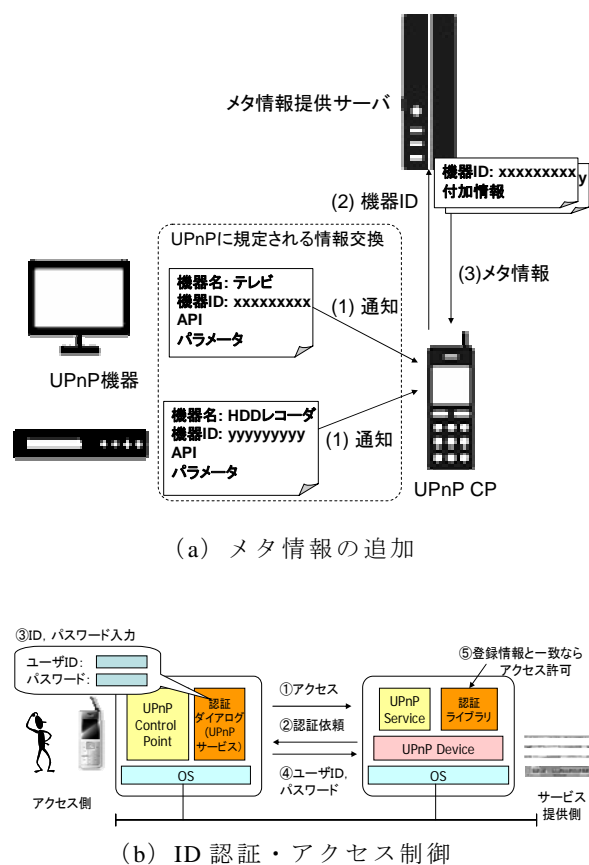 メタ情報提供サーバ
機器ID: xxxxxxxxx
付加情報
y
(2) 機器ID
(3)メタ情報
UPnPに規定される情報交換
機器名: テレビ
機器ID: xxxxxxxxx
API
パラメータ
(1) 通知
UPnP機器
機器名: HDDレコーダ
機器ID: yyyyyyyyy
API
パラメータ
(1) 通知
UPnP CP
（a）メタ情報の追加
③ID，パスワード入力
ユーザID:
パスワード:
UPnP
Control
Point
認証
ダイアログ
(UPnP
サービス)
OS
アクセス側
①アクセス
②認証依頼
④ユーザID,
パスワード
⑤登録情報と一致なら
アクセス許可
UPnP
Service
認証
ライブラリ
UPnP Device
OS
サービス
提供側
（b）ID 認証・アクセス制御